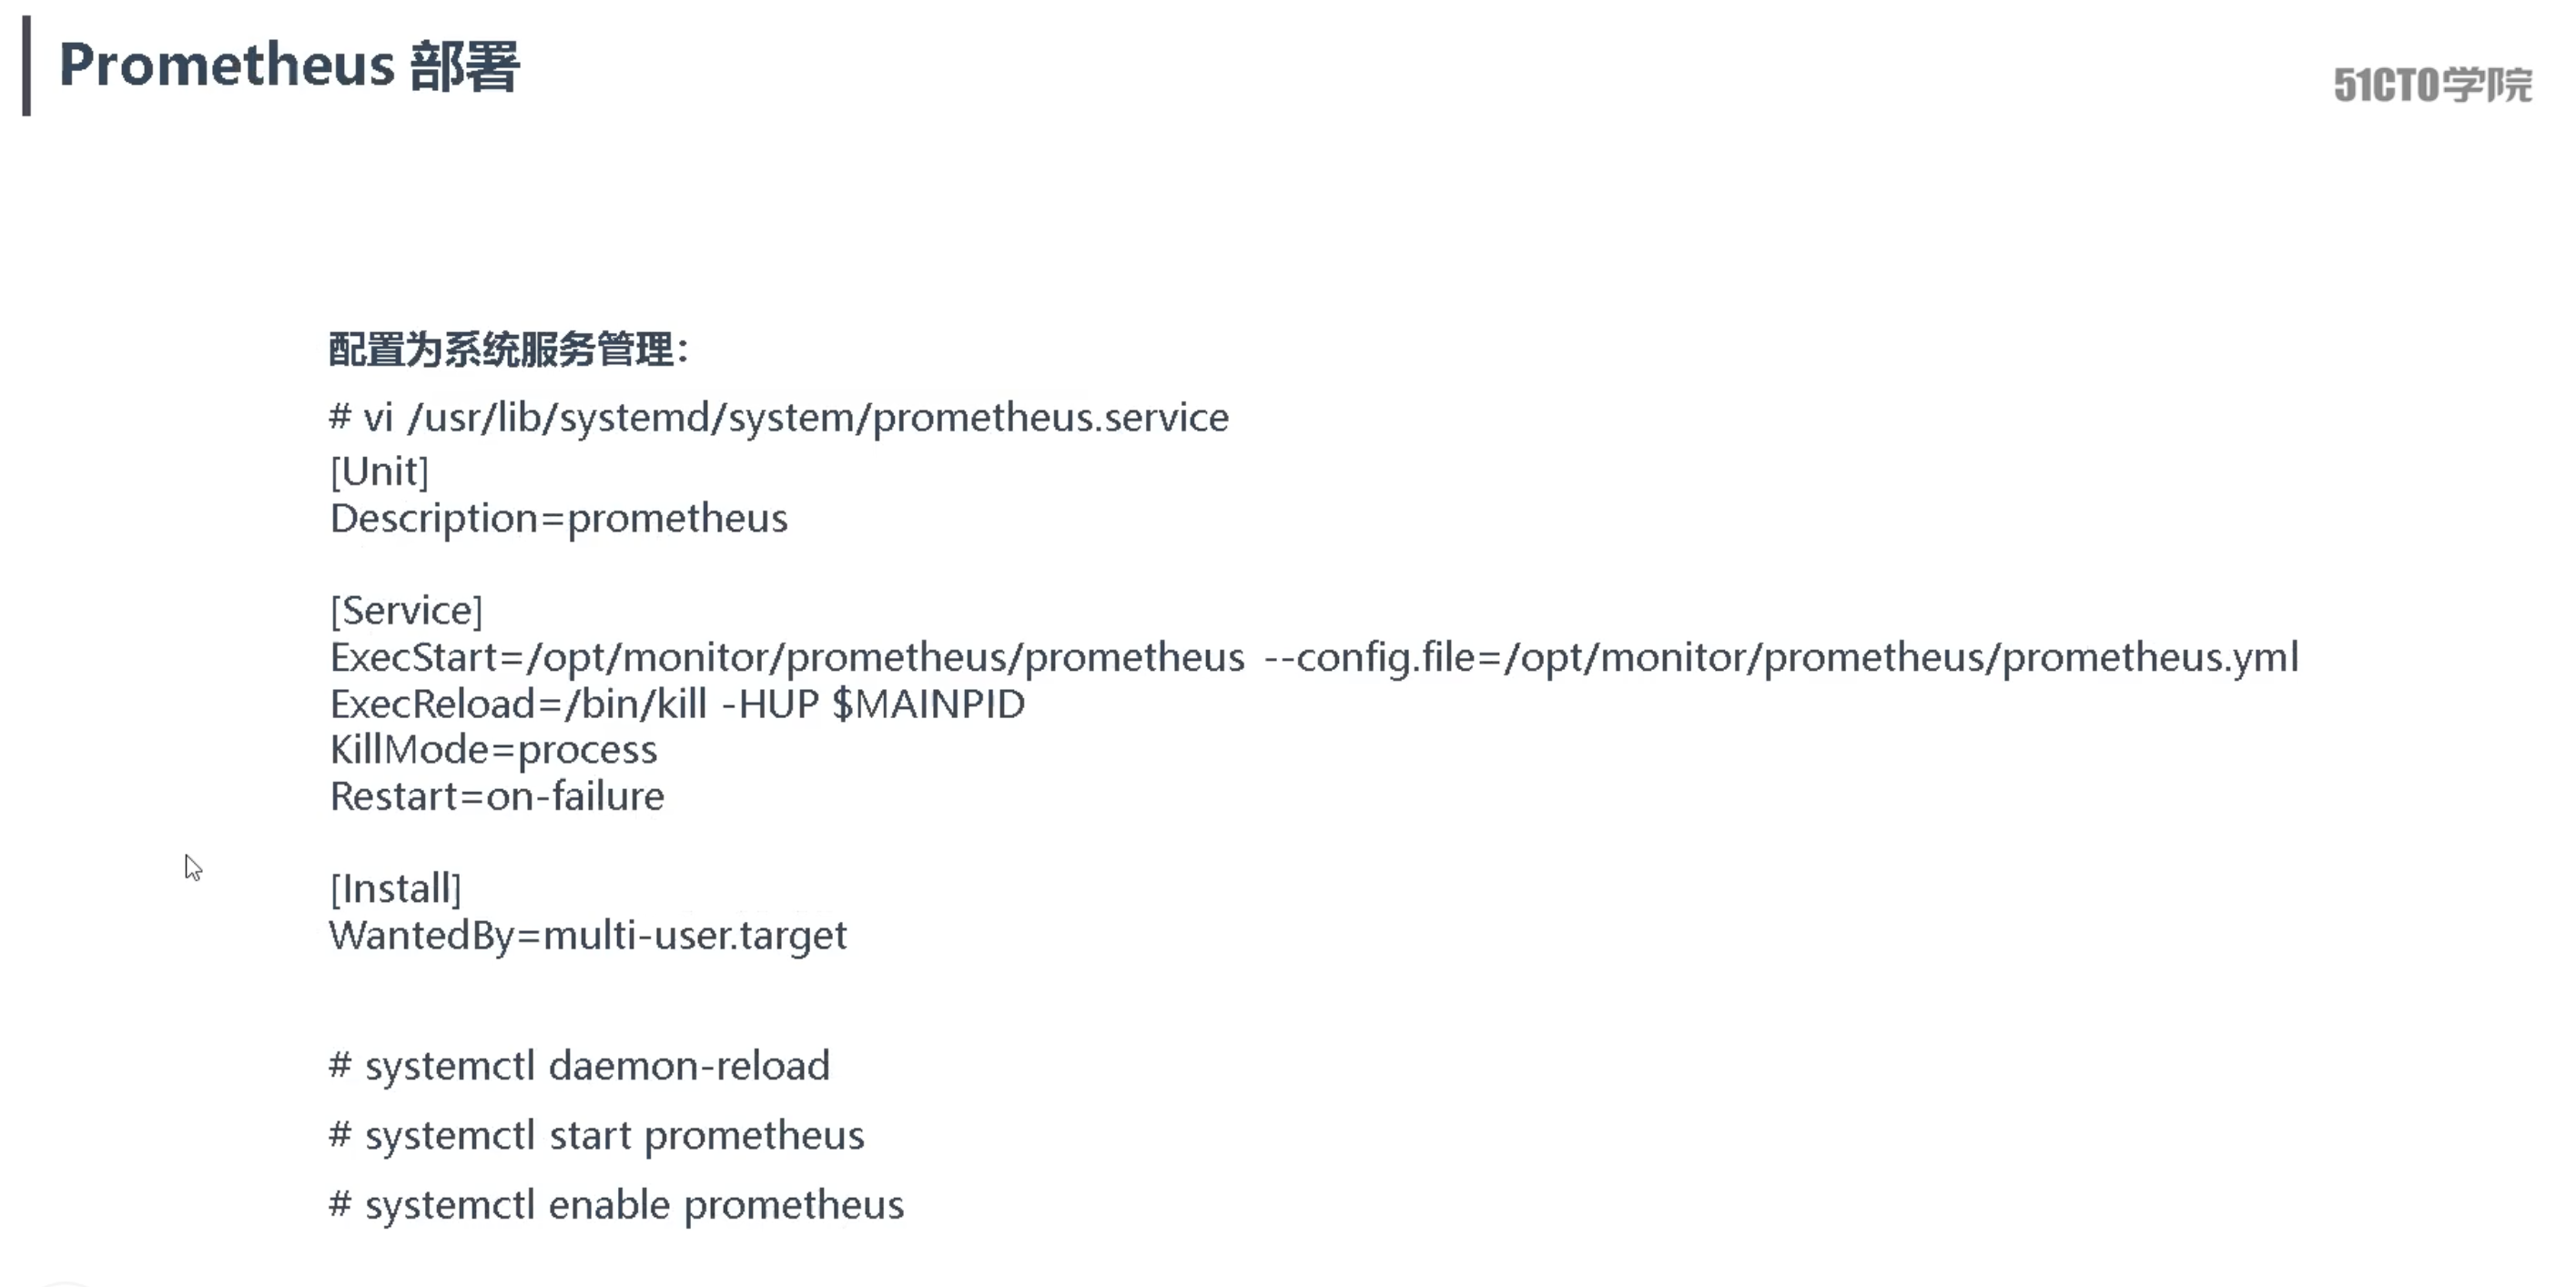 Prometheus 部署
51CTO学院
配置为系统服务管理：
# vi /usr/lib/systemd/system/prometheus.service
[Unit]
Description=prometheus
[Service]
ExecStart=/opt/monitor/prometheus/prometheus --config.file=/opt/monitor/prometheus/prometheus.yml
ExecReload=/bin/kill -HUP $MAINPID
KillMode=process
Restart=on-failure
[Install]
WantedBy=multi-user.target
# systemctl daemon-reload
# systemctl start prometheus
# systemctl enable prometheus